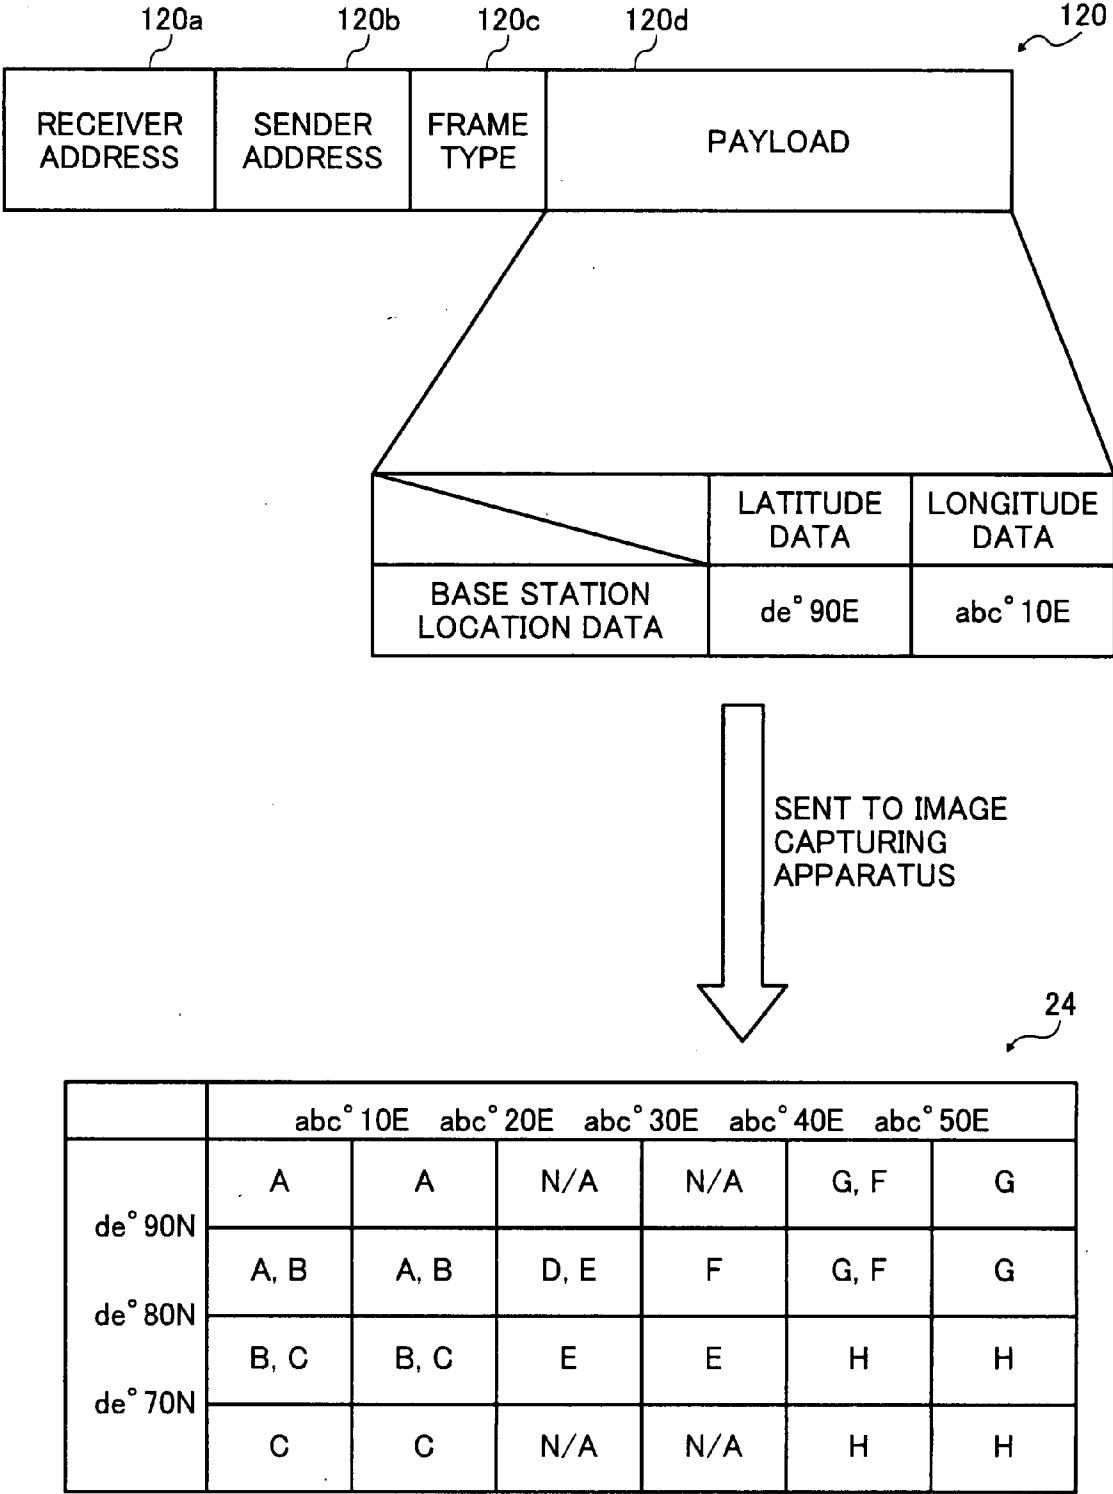 120a 120b 120c 120d 120
RECEIVER ADDRESS
SENDER ADDRESS
FRAME TYPE
PAYLOAD
LATITUDE DATA
LONGITUDE DATA
BASE STATION LOCATION DATA
de°90E
abc°10E
SENT TO IMAGE
CAPTURING
APPARATUS
24
abc°10E abc°20E abc°30E abc°40E abc°50E
A A N/A N/A G, F G
de°90N
A, B A, B D, E F G, F G
de°80N
B, C B, C E E H H
de°70N
C C N/A N/A H H